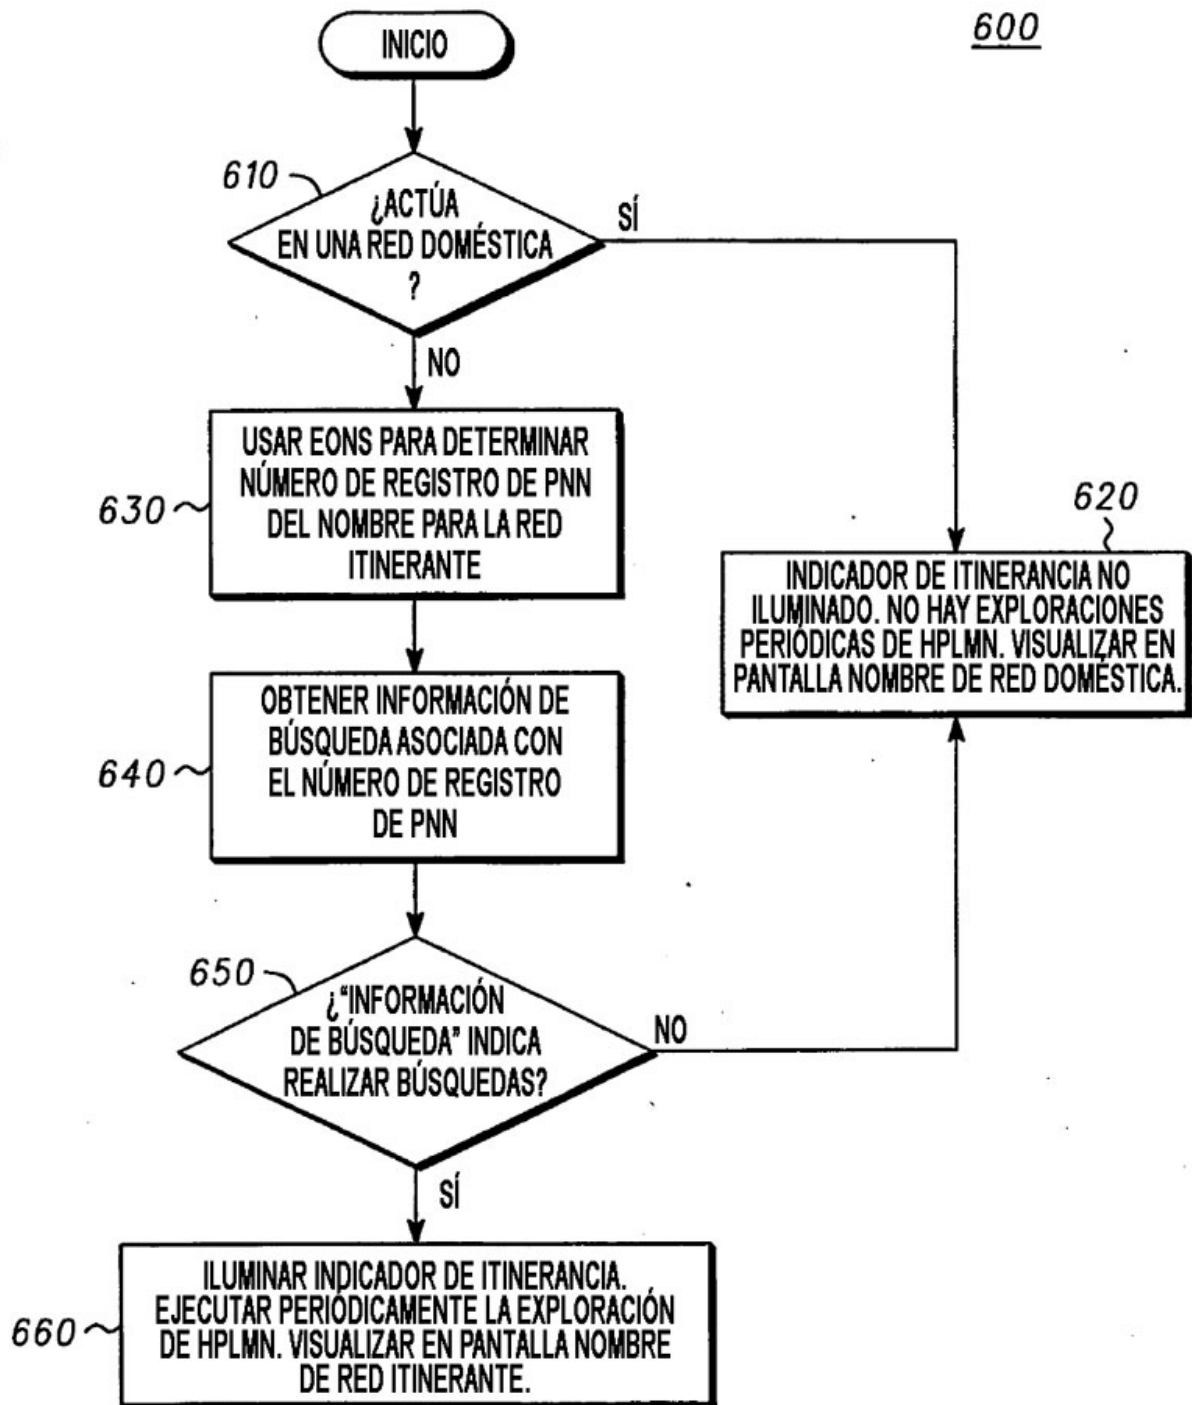 600
INICIO
610
¿ACTÚA
EN UNA RED DOMÉSTICA
?
SÍ
NO
630
USAR EONS PARA DETERMINAR
NÚMERO DE REGISTRO DE PNN
DEL NOMBRE PARA LA RED
ITINERANTE
620
INDICADOR DE ITINERANCIA NO
ILUMINADO. NO HAY EXPLORACIONES
PERIÓDICAS DE HPLMN. VISUALIZAR EN
PANTALLA NOMBRE DE RED DOMÉSTICA.
640
OBTENER INFORMACIÓN DE
BÚSQUEDA ASOCIADA CON
EL NÚMERO DE REGISTRO
DE PNN
650
¿"INFORMACIÓN
DE BÚSQUEDA" INDICA
REALIZAR BÚSQUEDAS?
NO
SÍ
660
ILUMINAR INDICADOR DE ITINERANCIA.
EJECUTAR PERIÓDICAMENTE LA EXPLORACIÓN
DE HPLMN. VISUALIZAR EN PANTALLA NOMBRE
DE RED ITINERANTE.